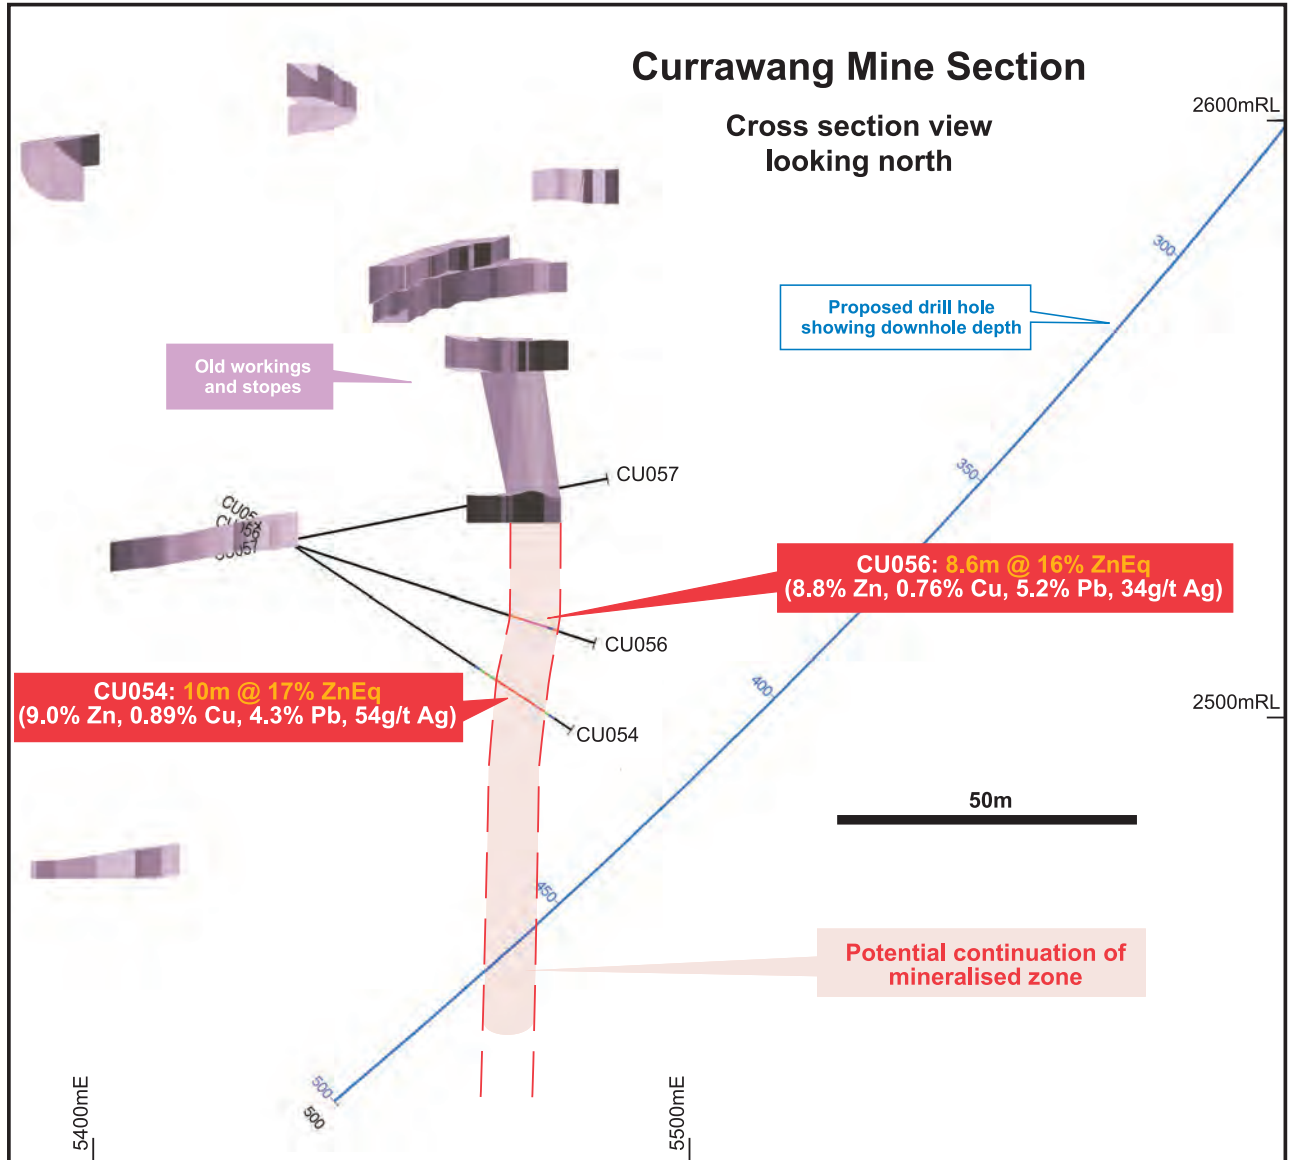 Currawang Mine Section
Cross section view
looking north
2600mRL
300
Proposed drill hole
showing downhole depth
Old workings
and stopes
350
CU057
CU056: 8.6m @ 16% ZnEq
(8.8% Zn, 0.76% Cu, 5.2% Pb, 34g/t Ag)
CU056
CU054: 10m @ 17% ZnEq
(9.0% Zn, 0.89% Cu, 4.3% Pb, 54g/t Ag)
400
2500mRL
CU054
50m
450
Potential continuation of
mineralised zone
500
500
5400mE
5500mE